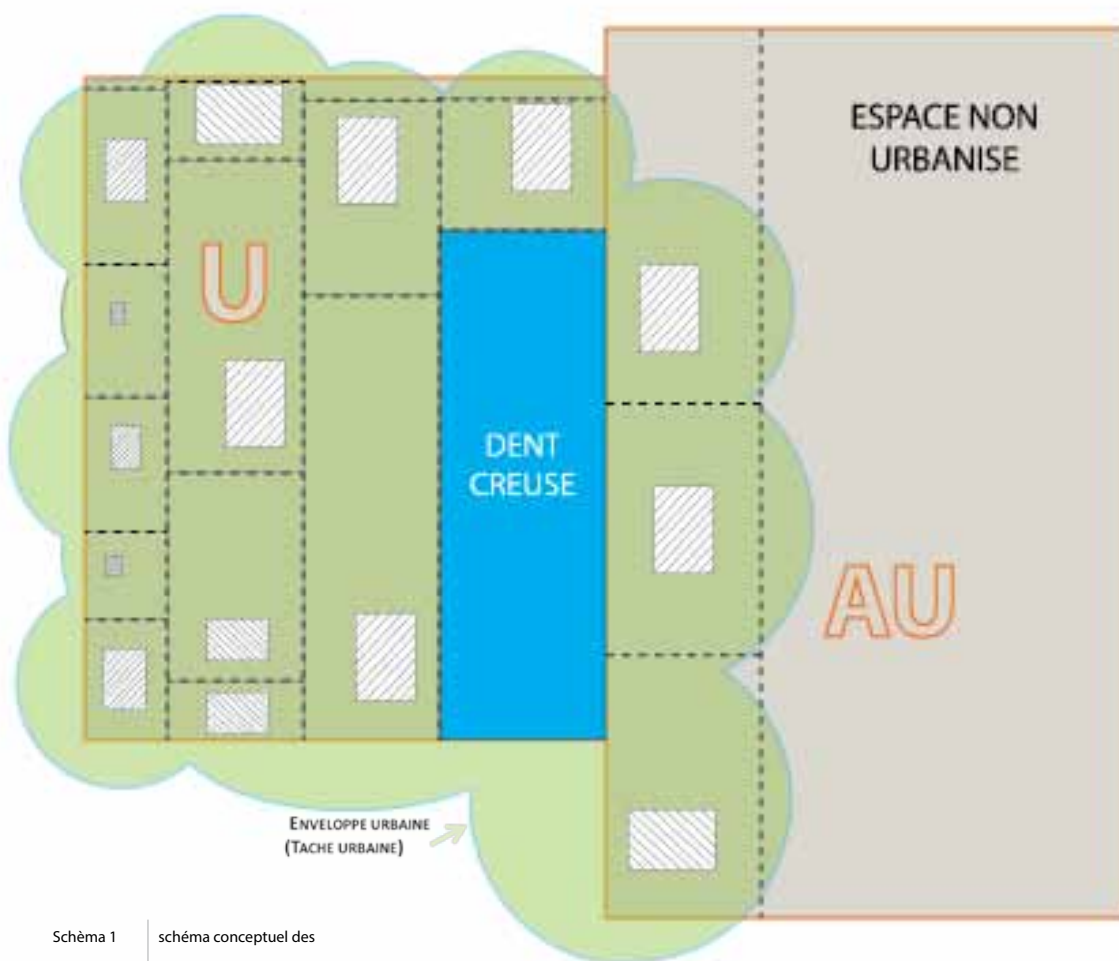 ESPACE NON
URBANISE
U
DENT
CREUSE
AU
ENVELOPPE URBAINE
(TACHE URBAINE)
Schèma 1 schéma conceptuel des